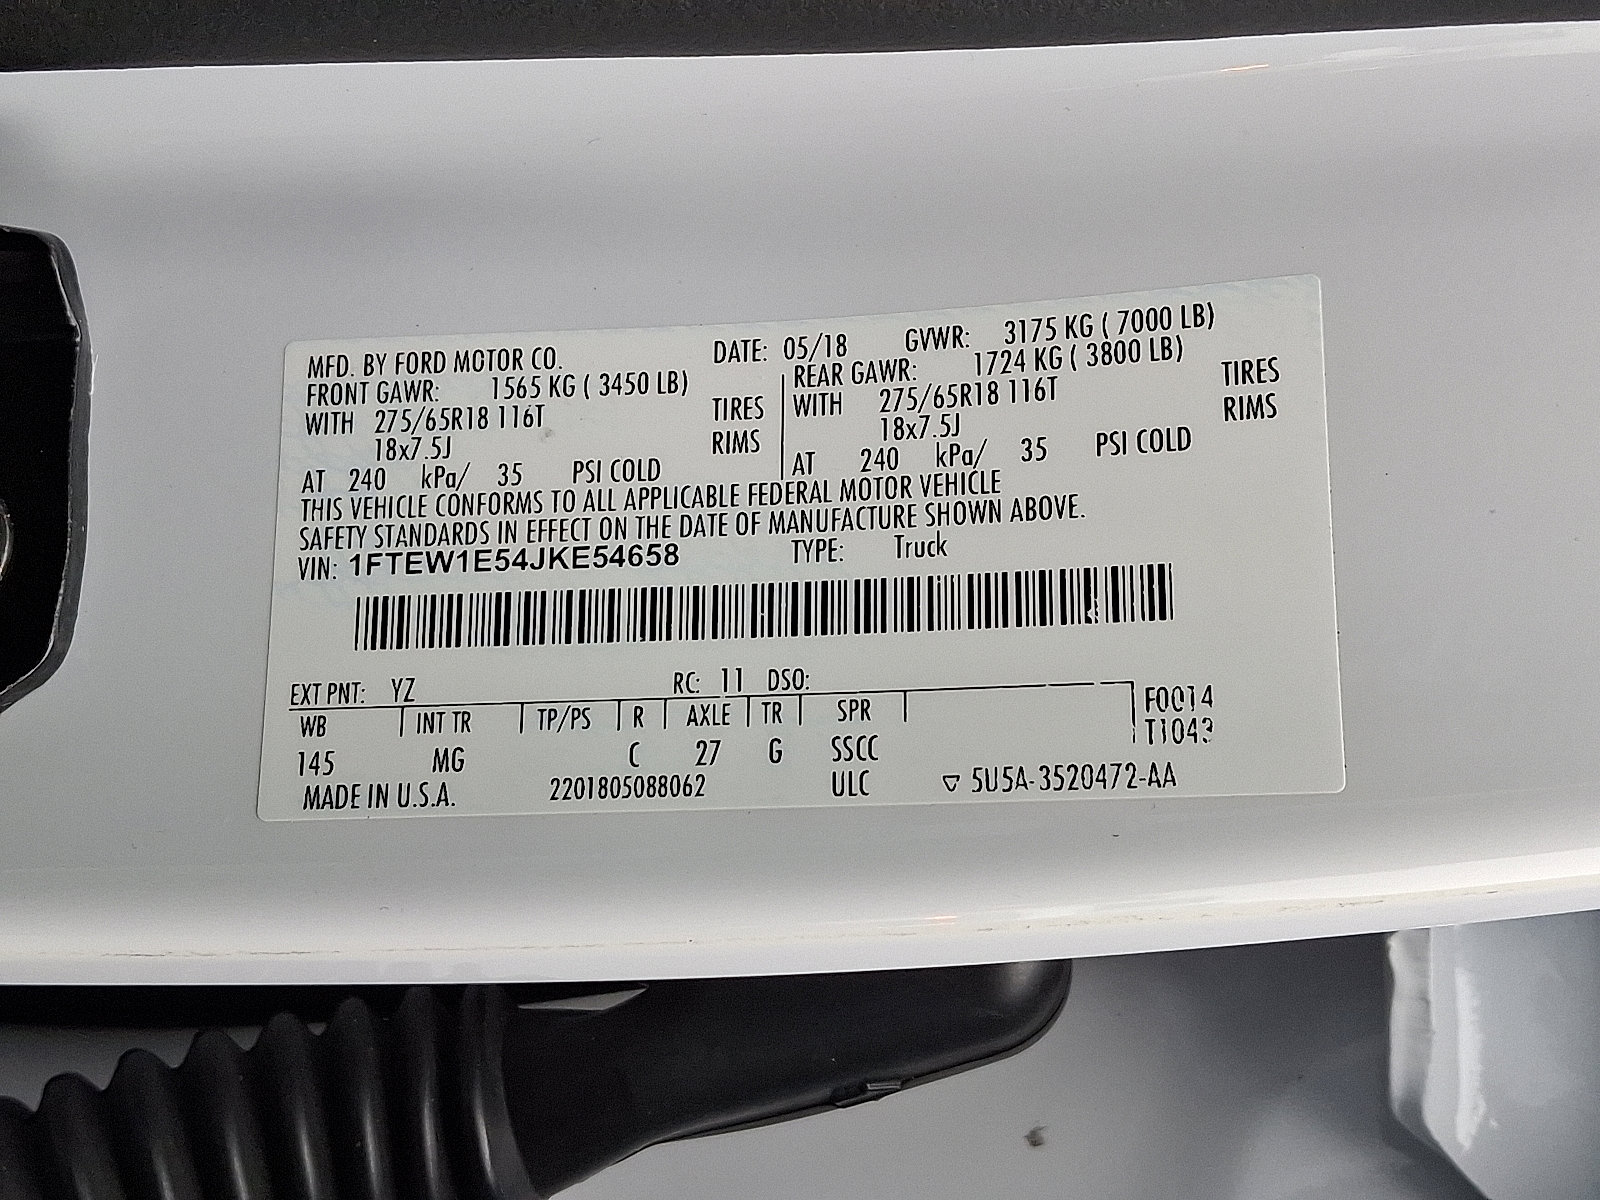 MFD. BY FORD MOTOR CO. DATE: 05/18 GVWR: 3175 KG ( 7000 LB)
FRONT GAWR: 1565 KG ( 3450 LB) REAR GAWR: 1724 KG ( 3800 LB)
WITH 275/65R18 116T TIRES WITH 275/65R18 116T TIRES
18x7.5J RIMS 18x7.5J RIMS
AT 240 kPa/ 35 PSI COLD AT 240 kPa/ 35 PSI COLD
THIS VEHICLE CONFORMS TO ALL APPLICABLE FEDERAL MOTOR VEHICLE
SAFETY STANDARDS IN EFFECT ON THE DATE OF MANUFACTURE SHOWN ABOVE.
VIN: 1FTEW1E54JKE54658 TYPE: Truck
EXT PNT: YZ RC: 11 DSO:
WB INT TR TP/PS R AXLE TR SPR F0014
T1043
145 MG C 27 G SSCC
MADE IN U.S.A. 2201805088062 ULC ▽ 5U5A-3520472-AA